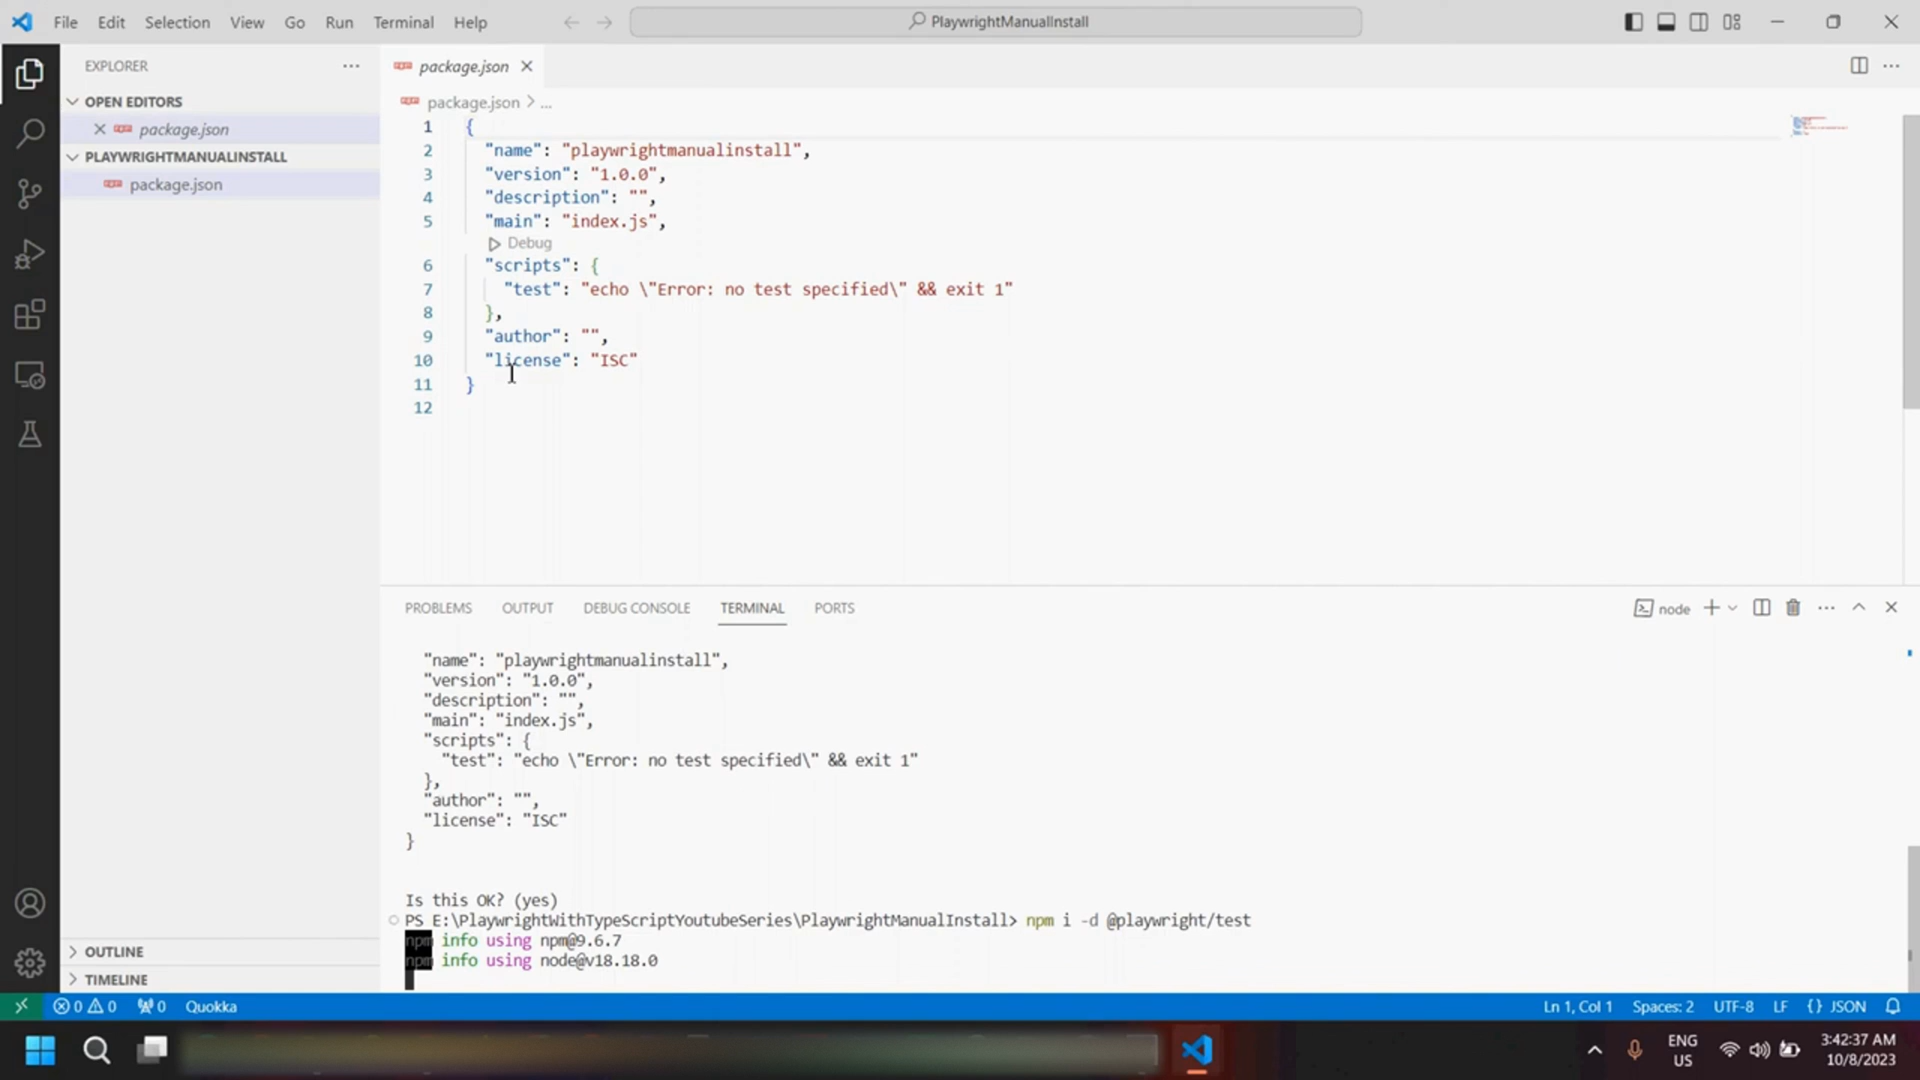 File Edit Selection View Go Run Terminal Help
PlaywrightManualInstall
EXPLORER
OPEN EDITORS
package.json
PLAYWRIGHTMANUALINSTALL
package.json
OUTLINE
TIMELINE
package.json
package.json > ...
1 {
2 "name": "playwrightmanualinstall",
3 "version": "1.0.0",
4 "description": "",
5 "main": "index.js",
Debug
6 "scripts": {
7 "test": "echo \"Error: no test specified\" && exit 1"
8 },
9 "author": "",
10 "license": "ISC"
11 }
12
PROBLEMS OUTPUT DEBUG CONSOLE TERMINAL PORTS
node
"name": "playwrightmanualinstall",
"version": "1.0.0",
"description": "",
"main": "index.js",
"scripts": {
"test": "echo \"Error: no test specified\" && exit 1"
},
"author": "",
"license": "ISC"
}
Is this OK? (yes)
PS E:\PlaywrightWithTypeScriptYoutubeSeries\PlaywrightManualInstall> npm i -d @playwright/test
npm info using npm@9.6.7
npm info using node@v18.18.0
0 0 0 Quokka
Ln 1, Col 1 Spaces: 2 UTF-8 LF {} JSON
ENG
US
3:42:37 AM
10/8/2023